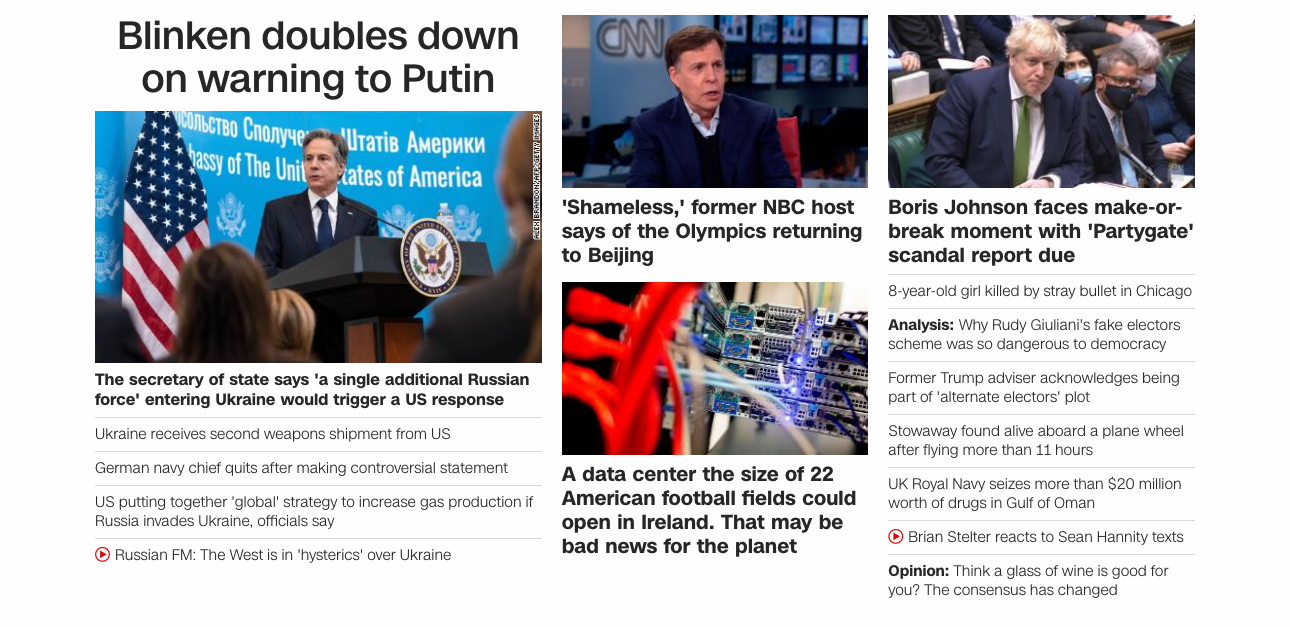 Blinken doubles down
on warning to Putin
сольство Сполуче
Штатів Америки
bassy of The Unit
tates of America
ALEX BRANDON/AFP/GETTY IMAGES
The secretary of state says 'a single additional Russian
force' entering Ukraine would trigger a US response
Ukraine receives second weapons shipment from US
German navy chief quits after making controversial statement
US putting together 'global' strategy to increase gas production if
Russia invades Ukraine, officials say
Russian FM: The West is in 'hysterics' over Ukraine
CNN
'Shameless,' former NBC host
says of the Olympics returning
to Beijing
A data center the size of 22
American football fields could
open in Ireland. That may be
bad news for the planet
Boris Johnson faces make-or-
break moment with 'Partygate'
scandal report due
8-year-old girl killed by stray bullet in Chicago
Analysis: Why Rudy Giuliani's fake electors
scheme was so dangerous to democracy
Former Trump adviser acknowledges being
part of 'alternate electors' plot
Stowaway found alive aboard a plane wheel
after flying more than 11 hours
UK Royal Navy seizes more than $20 million
worth of drugs in Gulf of Oman
Brian Stelter reacts to Sean Hannity texts
Opinion: Think a glass of wine is good for
you? The consensus has changed